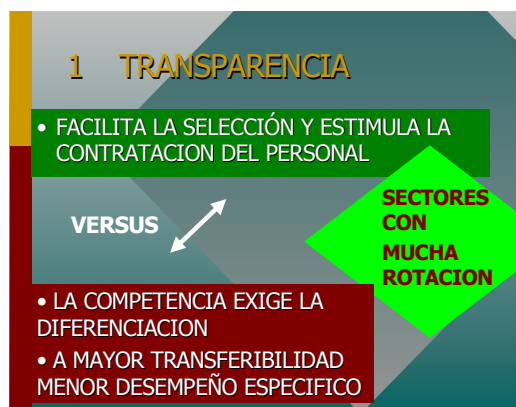 1 TRANSPARENCIA
• FACILITA LA SELECCIÓN Y ESTIMULA LA
CONTRATACION DEL PERSONAL
SECTORES
CON
MUCHA
ROTACION
VERSUS
• LA COMPETENCIA EXIGE LA
DIFERENCIACION
• A MAYOR TRANSFERIBILIDAD
MENOR DESEMPEÑO ESPECIFICO